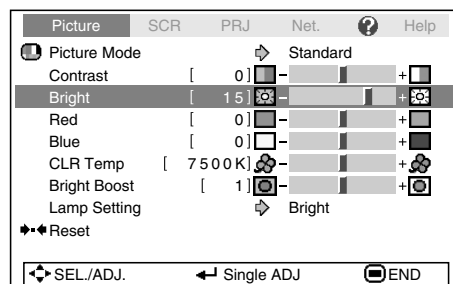 Picture SCR PRJ Net. ? Help
Picture Mode Standard
Contrast [ 0] - +
Bright [ 15] - +
Red [ 0] - +
Blue [ 0] - +
CLR Temp [ 7500K] - +
Bright Boost [ 1] - +
Lamp Setting Bright
Reset
SEL./ADJ. Single ADJ END